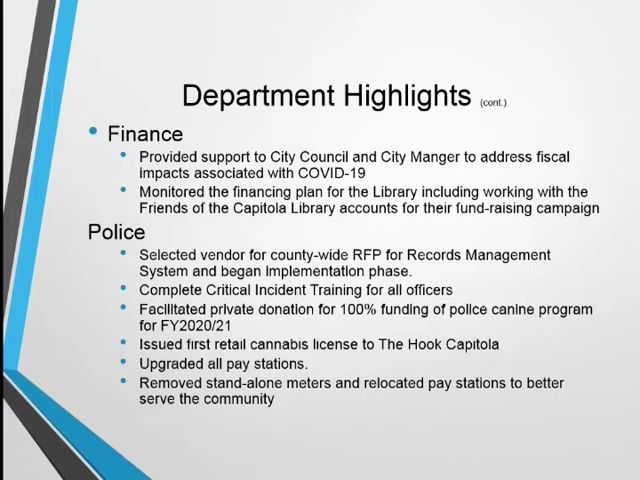 Department Highlights (cont.)
• Finance
• Provided support to City Council and City Manger to address fiscal
impacts associated with COVID-19
• Monitored the financing plan for the Library including working with the
Friends of the Capitola Library accounts for their fund-raising campaign
Police
• Selected vendor for county-wide RFP for Records Management
System and began implementation phase.
• Complete Critical Incident Training for all officers
• Facilitated private donation for 100% funding of police canine program
for FY2020/21
• Issued first retail cannabis license to The Hook Capitola
• Upgraded all pay stations.
• Removed stand-alone meters and relocated pay stations to better
serve the community